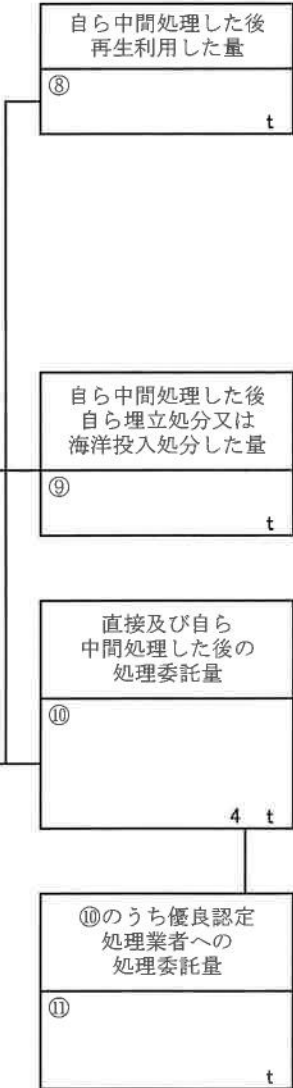 自ら中間処理した後
再生利用した量
⑧
t
自ら中間処理した後
自ら埋立処分又は
海洋投入処分した量
⑨
t
直接及び自ら
中間処理した後の
処理委託量
⑩
4 t
⑩のうち優良認定
処理業者への
処理委託量
⑪
t